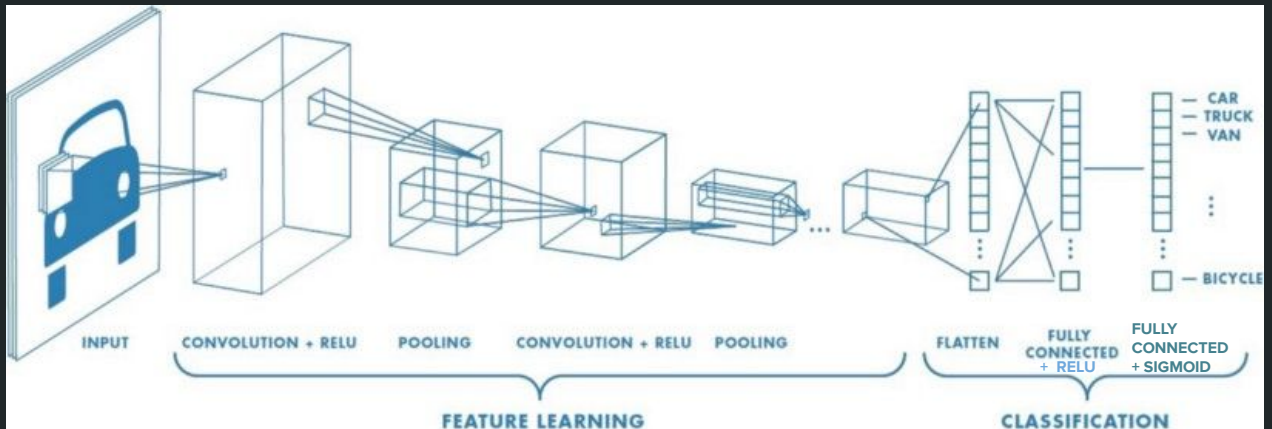 CAR
TRUCK
VAN
BICYCLE
INPUT
CONVOLUTION + RELU
POOLING
CONVOLUTION + RELU
POOLING
FLATTEN
FULLY
CONNECTED
+ RELU
FULLY
CONNECTED
+ SIGMOID
FEATURE LEARNING
CLASSIFICATION